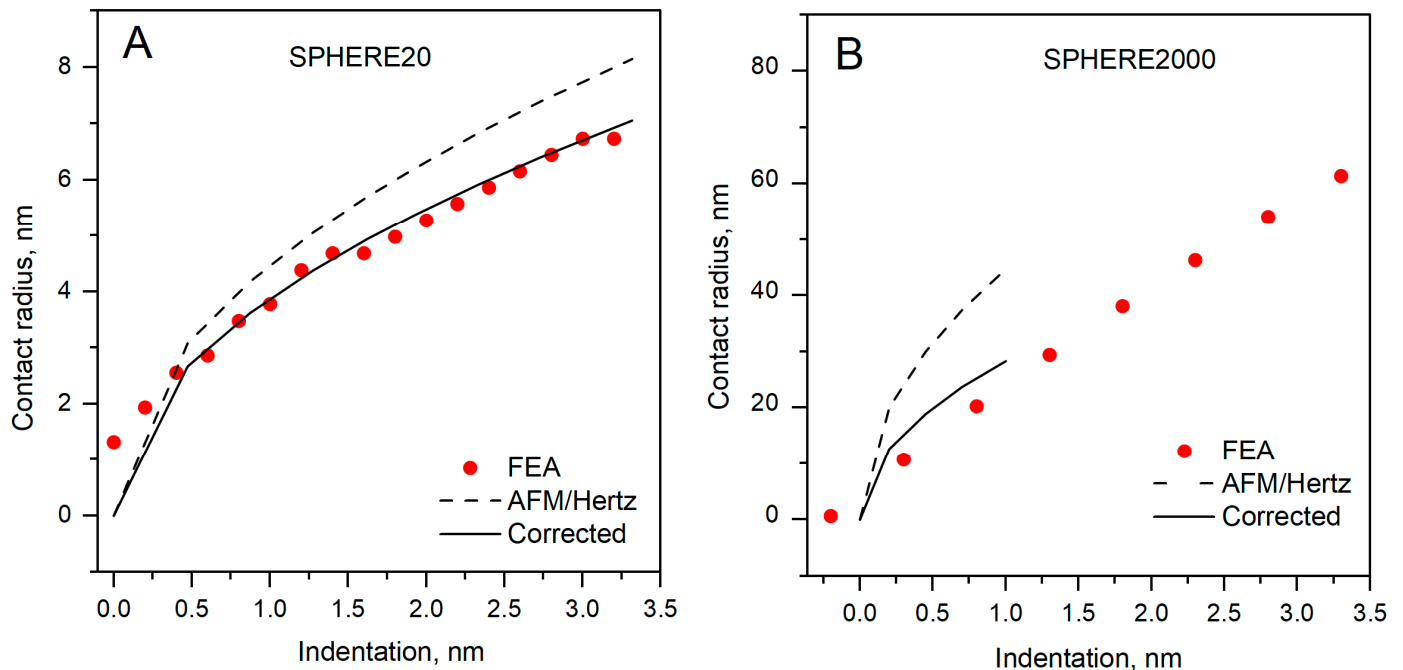 A
SPHERE20
8
6
4
2
0
Contact radius, nm
FEA
AFM/Hertz
Corrected
0.0 0.5 1.0 1.5 2.0 2.5 3.0 3.5
Indentation, nm
B
SPHERE2000
80
60
40
20
0
Contact radius, nm
FEA
AFM/Hertz
Corrected
0.0 0.5 1.0 1.5 2.0 2.5 3.0 3.5
Indentation, nm